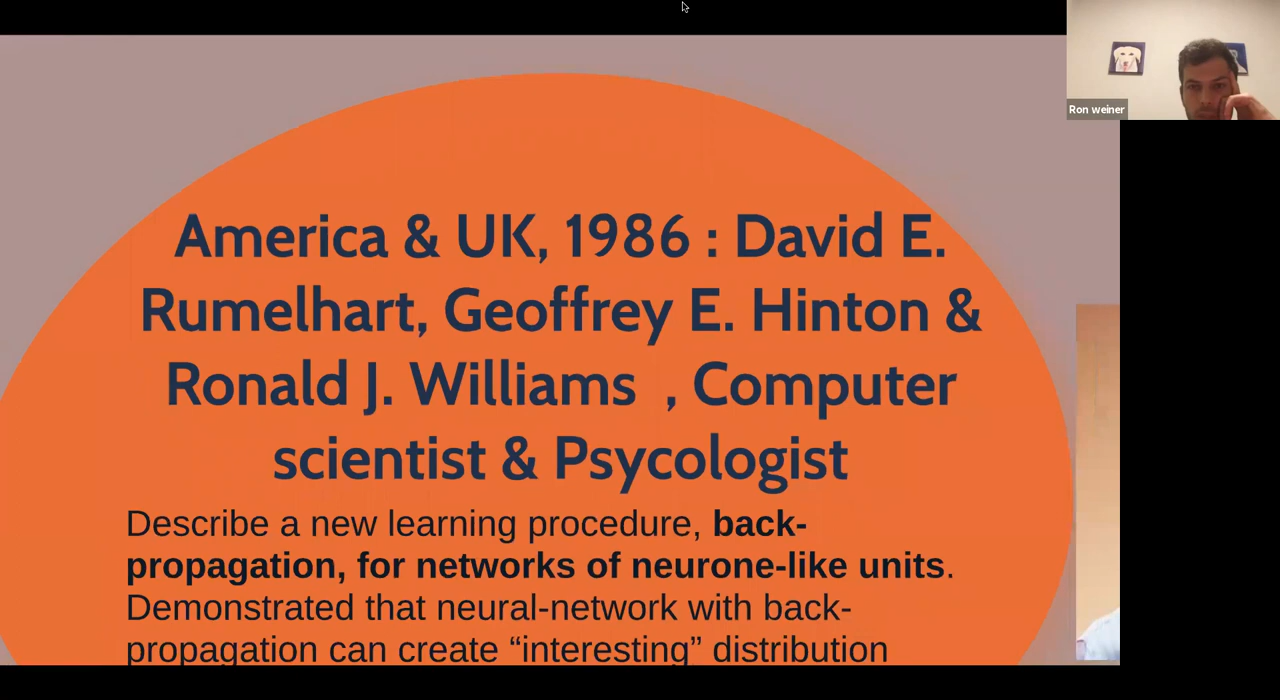 America & UK, 1986 : David E.
Rumelhart, Geoffrey E. Hinton &
Ronald J. Williams , Computer
scientist & Psycologist
Describe a new learning procedure, back-
propagation, for networks of neurone-like units.
Demonstrated that neural-network with back-
propagation can create “interesting” distribution
Ron weiner